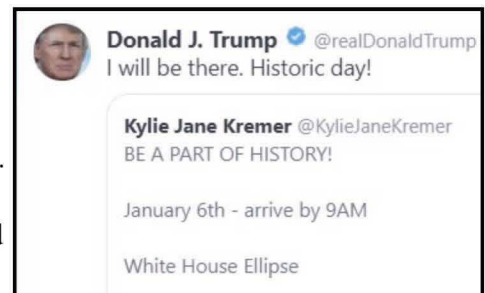 Donald J. Trump @realDonaldTrump
I will be there. Historic day!
Kylie Jane Kremer @KylieJaneKremer
BE A PART OF HISTORY!
January 6th - arrive by 9AM
White House Ellipse